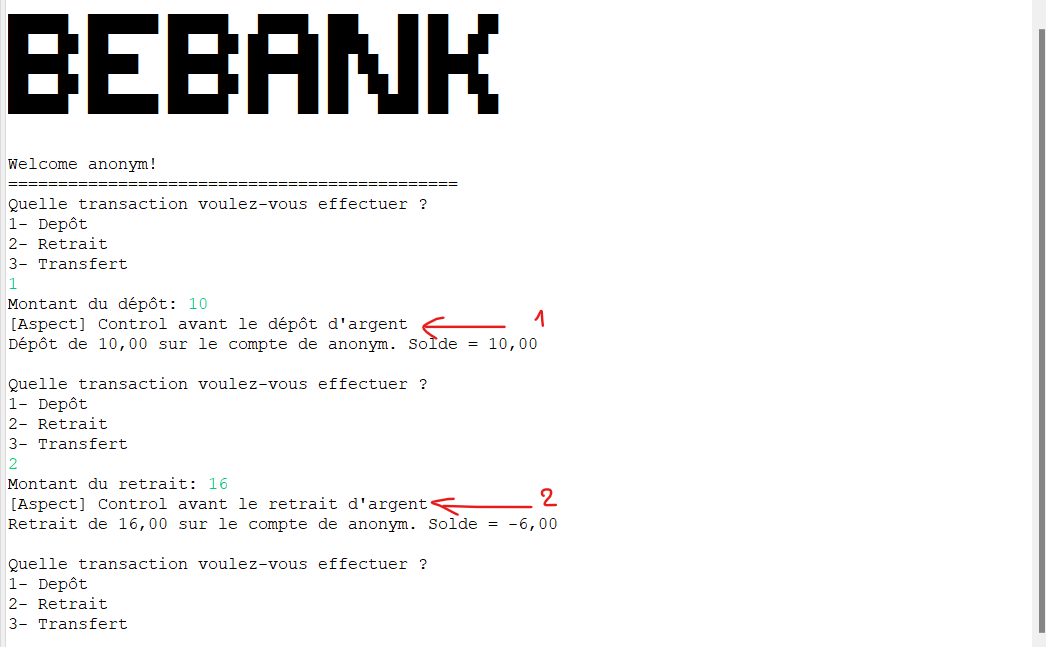 BEBANK
Welcome anonym!
=============================================
Quelle transaction voulez-vous effectuer ?
1- Depôt
2- Retrait
3- Transfert
1
Montant du dépôt: 10
[Aspect] Control avant le dépôt d'argent 1
Dépôt de 10,00 sur le compte de anonym. Solde = 10,00
Quelle transaction voulez-vous effectuer ?
1- Depôt
2- Retrait
3- Transfert
2
Montant du retrait: 16
[Aspect] Control avant le retrait d'argent 2
Retrait de 16,00 sur le compte de anonym. Solde = -6,00
Quelle transaction voulez-vous effectuer ?
1- Depôt
2- Retrait
3- Transfert